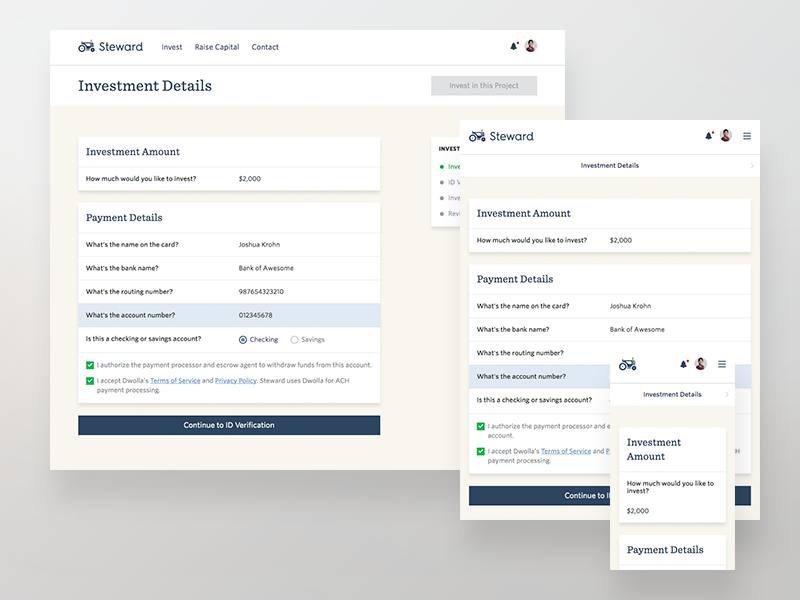 Steward
Invest
Raise Capital
Contact
Investment Details
Invest in this Project
Investment Amount
How much would you like to invest?
$2,000
Payment Details
What's the name on the card?
Joshua Krohn
What's the bank name?
Bank of Awesome
What's the routing number?
987654323210
What's the account number?
012345678
Is this a checking or savings account?
Checking
Savings
I authorize the payment processor and escrow agent to withdraw funds from this account.
I accept Dwolla's Terms of Service and Privacy Policy. Steward uses Dwolla for ACH
payment processing.
Continue to ID Verification
INVEST
Inve
ID V
Inve
Rev
Steward
Investment Details
Investment Amount
How much would you like to invest?
$2,000
Payment Details
What's the name on the card?
Joshua Krohn
What's the bank name?
Bank of Awesome
What's the routing number?
What's the account number?
Is this a checking or savings account?
I authorize the payment processor and e
account.
I accept Dwolla's Terms of Service and P
H
payment processing.
Continue to I
Investment Details
Investment
Amount
How much would you like to
invest?
$2,000
Payment Details